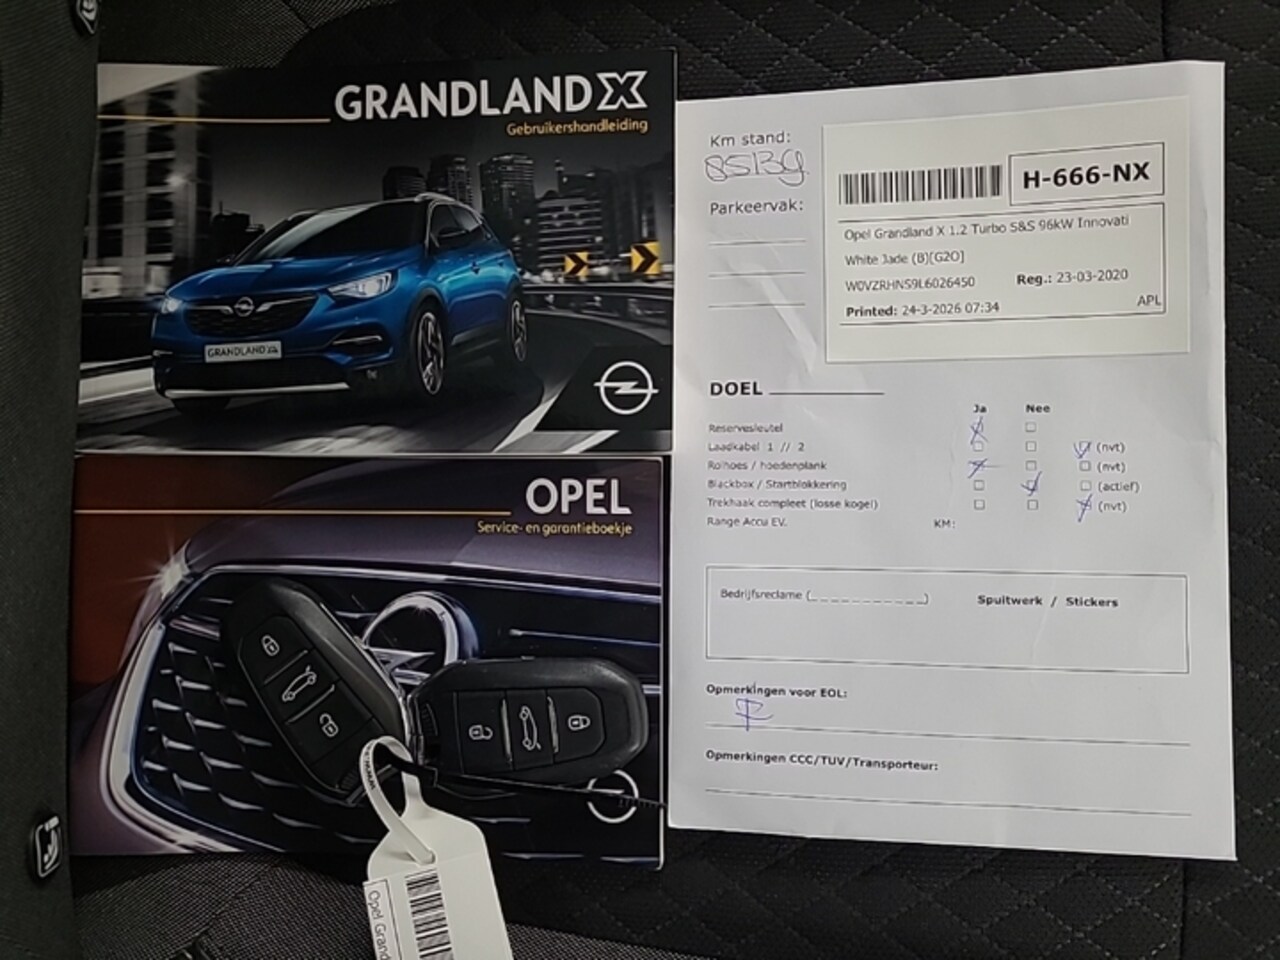 GRANDLAND X
Gebruikershandleiding
GRANDLAND X
OPEL
Service- en garantieboekje
Opel Grand
Km stand:
85139
Parkeervak:
H-666-NX
Opel Grandland X 1.2 Turbo S&S 96kW Innovati
White Jade (B)[G2O]
W0VZRHNS9L6026450 Reg.: 23-03-2020
Printed: 24-3-2026 07:34 APL
DOEL
Ja Nee
Reservesleutel
Laadkabel 1 // 2 (nvt)
Rolhoes / hoedenplank (nvt)
Blackbox / Startblokkering (actief)
Trekhaak compleet (losse kogel) (nvt)
Range Accu EV. KM:
Bedrijfsreclame (_ _ _ _ _ _ _ _ _ _ _) Spuitwerk / Stickers
Opmerkingen voor EOL:
Opmerkingen CCC/TUV/Transporteur: